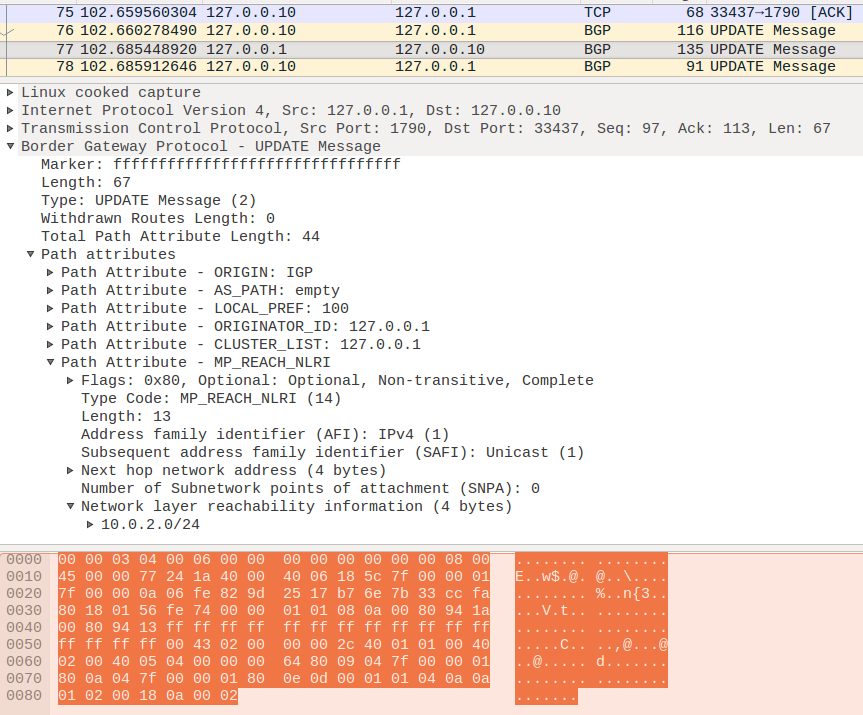 75 102.659560304 127.0.0.10 127.0.0.1 TCP 68 33437→1790 [ACK]
76 102.660278490 127.0.0.10 127.0.0.1 BGP 116 UPDATE Message
77 102.685448920 127.0.0.1 127.0.0.10 BGP 135 UPDATE Message
78 102.685912646 127.0.0.10 127.0.0.1 BGP 91 UPDATE Message
Linux cooked capture
Internet Protocol Version 4, Src: 127.0.0.1, Dst: 127.0.0.10
Transmission Control Protocol, Src Port: 1790, Dst Port: 33437, Seq: 97, Ack: 113, Len: 67
Border Gateway Protocol - UPDATE Message
Marker: ffffffffffffffffffffffffffffffff
Length: 67
Type: UPDATE Message (2)
Withdrawn Routes Length: 0
Total Path Attribute Length: 44
Path attributes
Path Attribute - ORIGIN: IGP
Path Attribute - AS_PATH: empty
Path Attribute - LOCAL_PREF: 100
Path Attribute - ORIGINATOR_ID: 127.0.0.1
Path Attribute - CLUSTER_LIST: 127.0.0.1
Path Attribute - MP_REACH_NLRI
Flags: 0x80, Optional: Optional, Non-transitive, Complete
Type Code: MP_REACH_NLRI (14)
Length: 13
Address family identifier (AFI): IPv4 (1)
Subsequent address family identifier (SAFI): Unicast (1)
Next hop network address (4 bytes)
Number of Subnetwork points of attachment (SNPA): 0
Network layer reachability information (4 bytes)
10.0.2.0/24
0000 00 00 03 04 00 06 00 00 00 00 00 00 00 00 08 00 ........ ........
0010 45 00 00 77 24 1a 40 00 40 06 18 5c 7f 00 00 01 E..w$.@. @..\....
0020 7f 00 00 0a 06 fe 82 9d 25 17 b6 6e 7b 33 cc fa ........ %..n{3..
0030 80 18 01 56 fe 74 00 00 01 01 08 0a 00 80 94 1a ...V.t.. ........
0040 00 80 94 13 ff ff ff ff ff ff ff ff ff ff ff ff ........ ........
0050 ff ff ff ff 00 43 02 00 00 00 2c 40 01 01 00 40 .....C.. ..,@...@
0060 02 00 40 05 04 00 00 00 64 80 09 04 7f 00 00 01 ..@..... d.......
0070 80 0a 04 7f 00 00 01 80 0e 0d 00 01 01 04 0a 0a ........ ........
0080 01 02 00 18 0a 00 02 .......